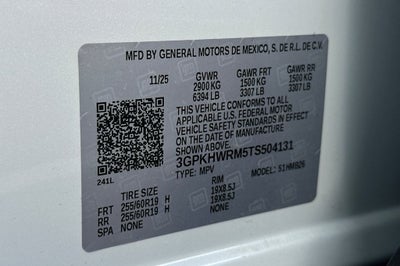 MFD BY GENERAL MOTORS DE MEXICO, S. DE R.L. DE C.V.
11/25 GVWR GAWR FRT GAWR RR
2900 KG 1500 KG 1500 KG
6394 LB 3307 LB 3307 LB
THIS VEHICLE CONFORMS TO ALL APPLICABLE
U.S. FEDERAL MOTOR VEHICLE SAFETY
STANDARDS IN EFFECT
ON THE DATE OF MANUFACTURE
SHOWN ABOVE.
3GPKHWRM5TS504131
TYPE: MPV MODEL: S1HMB26
241L
TIRE SIZE RIM
FRT 255/60R19 H 19X8.5J
RR 255/60R19 H 19X8.5J
SPA NONE NONE